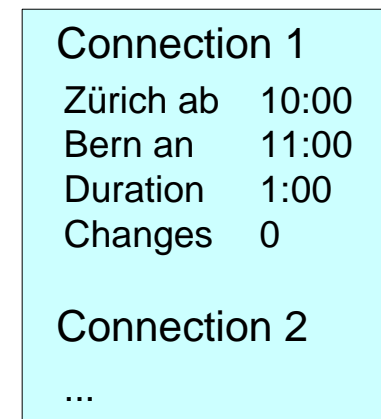 Connection 1
Zürich ab 10:00
Bern an 11:00
Duration 1:00
Changes 0
Connection 2
...